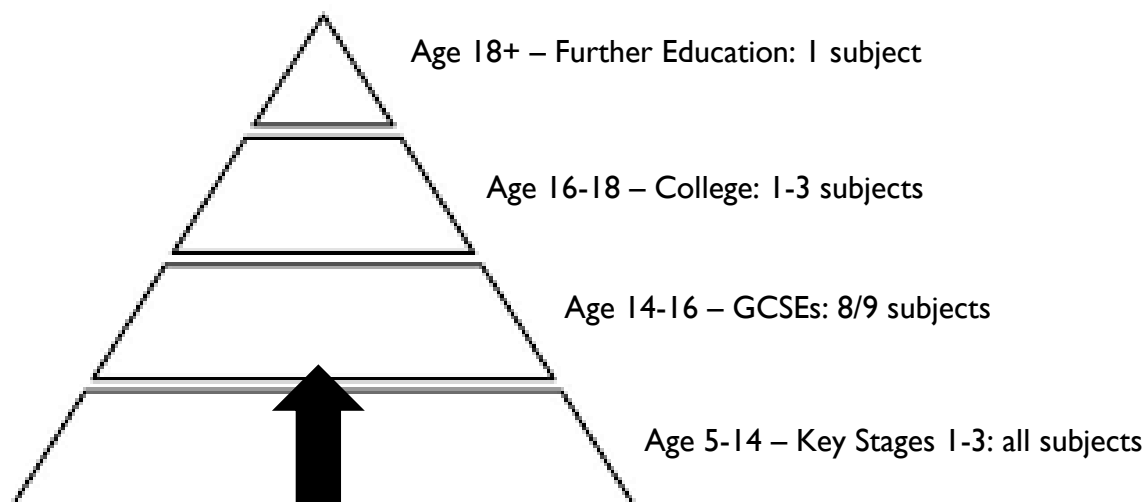 Age 18+ – Further Education: 1 subject
Age 16-18 – College: 1-3 subjects
Age 14-16 – GCSEs: 8/9 subjects
Age 5-14 – Key Stages 1-3: all subjects